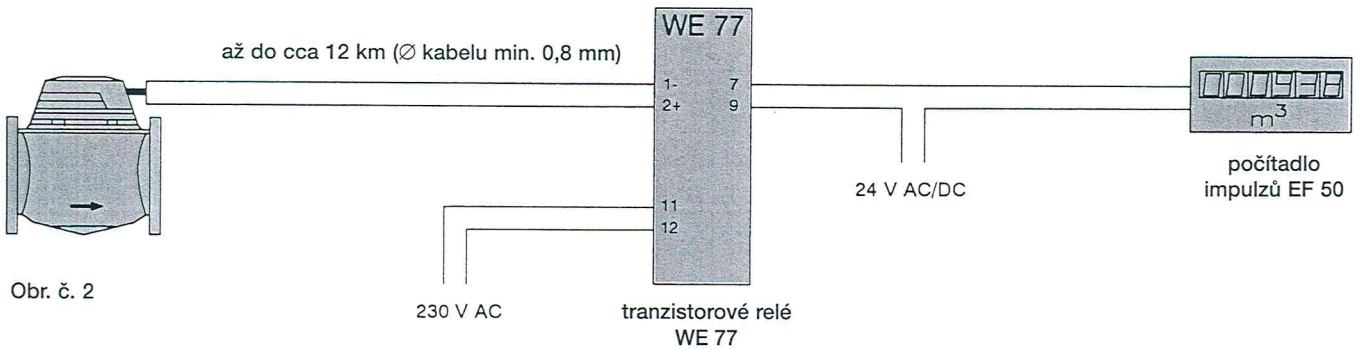 WE 77
až do cca 12 km (∅ kabelu min. 0,8 mm)
1- 7
2+ 9
000938
m³
počítadlo
impulzů EF 50
24 V AC/DC
11
12
Obr. č. 2
230 V AC
tranzistorové relé
WE 77